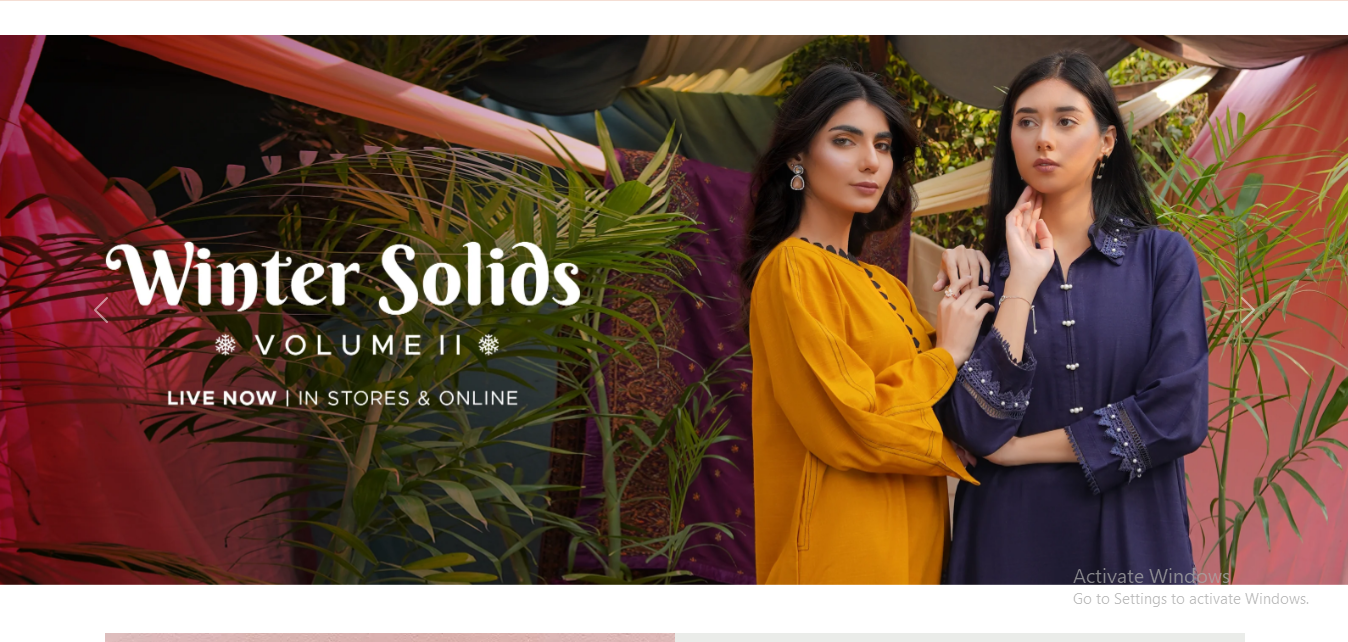 Winter Solids
VOLUME II
LIVE NOW | IN STORES & ONLINE
Activate Windows
Go to Settings to activate Windows.